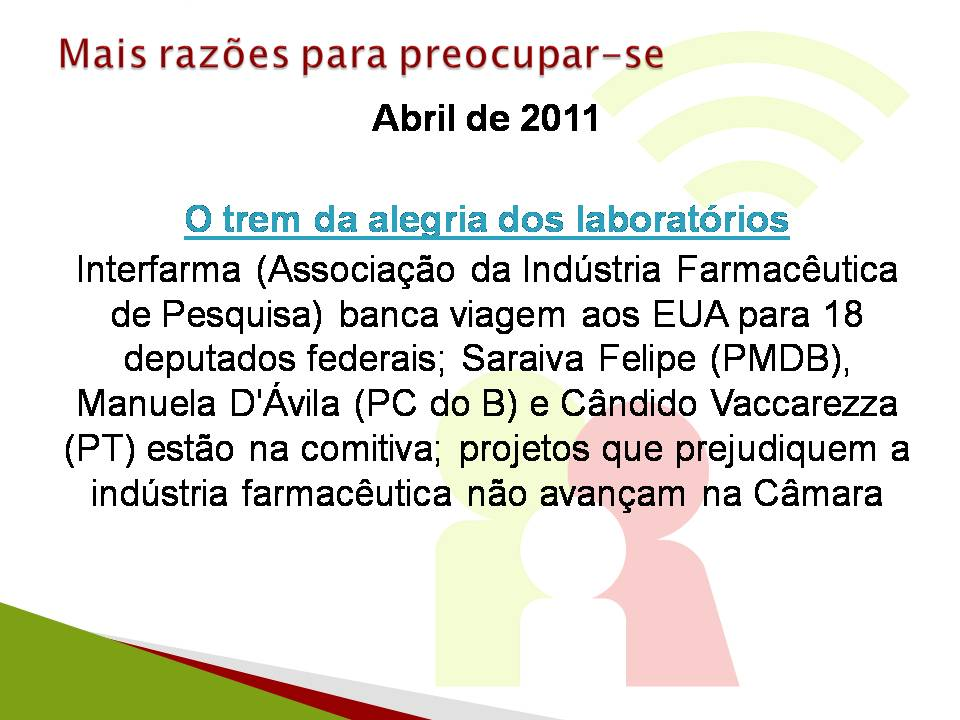 Mais razões para preocupar-se
Abril de 2011
O trem da alegria dos laboratórios
Interfarma (Associação da Indústria Farmacêutica
de Pesquisa) banca viagem aos EUA para 18
deputados federais; Saraiva Felipe (PMDB),
Manuela D'Ávila (PC do B) e Cândido Vaccarezza
(PT) estão na comitiva; projetos que prejudiquem a
indústria farmacêutica não avançam na Câmara